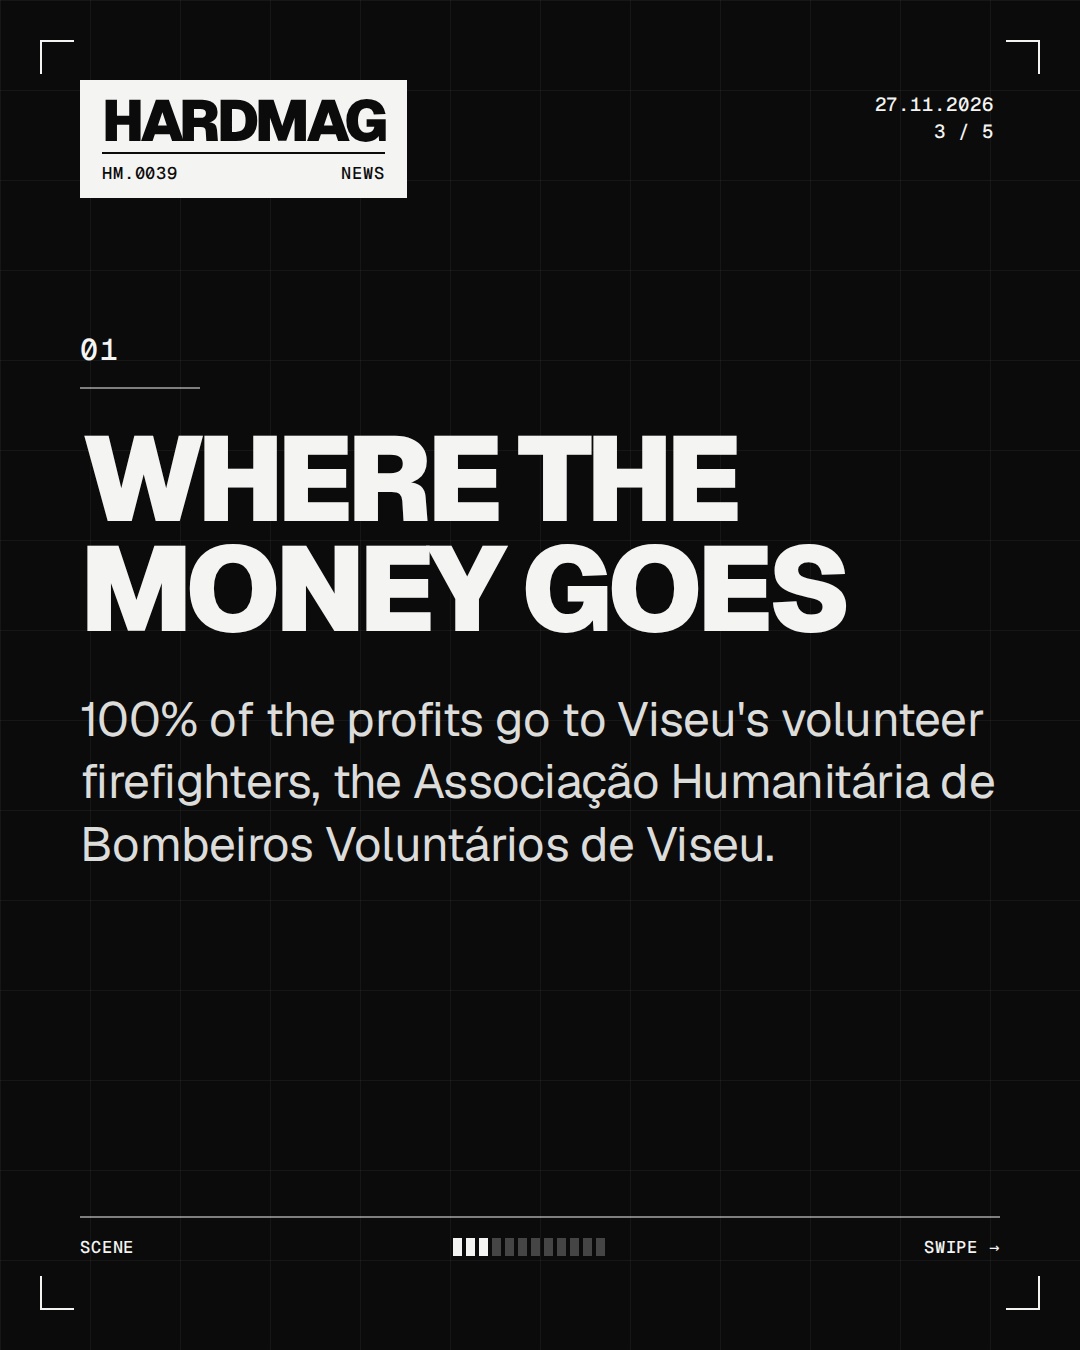 HARDMAG
HM.0039 NEWS
27.11.2026
3 / 5
01
WHERE THE
MONEY GOES
100% of the profits go to Viseu's volunteer
firefighters, the Associação Humanitária de
Bombeiros Voluntários de Viseu.
SCENE
SWIPE →